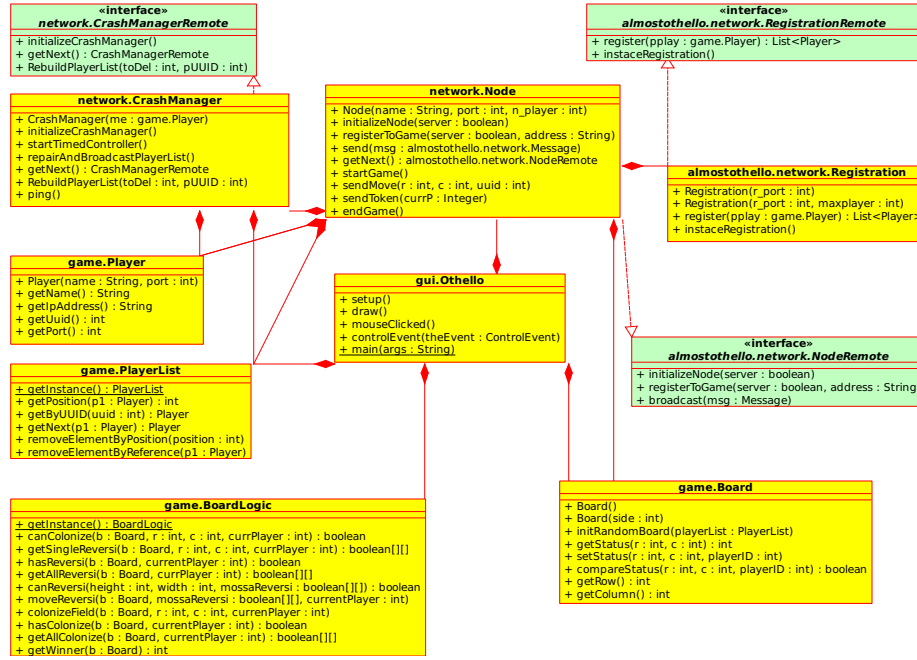 «interface»
network.CrashManagerRemote
+ initializeCrashManager()
+ getNext() : CrashManagerRemote
+ RebuildPlayerList(toDel : int, pUUID : int)
«interface»
almostothello.network.RegistrationRemote
+ register(pplay : game.Player) : List<Player>
+ instaceRegistration()
network.CrashManager
+ CrashManager(me : game.Player)
+ initializeCrashManager()
+ startTimedController()
+ repairAndBroadcastPlayerList()
+ getNext() : CrashManagerRemote
+ RebuildPlayerList(toDel : int, pUUID : int)
+ ping()
network.Node
+ Node(name : String, port : int, n_player : int)
+ initializeNode(server : boolean)
+ registerToGame(server : boolean, address : String)
+ send(msg : almostothello.network.Message)
+ getNext() : almostothello.network.NodeRemote
+ startGame()
+ sendMove(r : int, c : int, uuid : int)
+ sendToken(currP : Integer)
+ endGame()
almostothello.network.Registration
+ Registration(r_port : int)
+ Registration(r_port : int, maxplayer : int)
+ register(pplay : game.Player) : List<Player>
+ instaceRegistration()
game.Player
+ Player(name : String, port : int)
+ getName() : String
+ getIpAddress() : String
+ getUuid() : int
+ getPort() : int
gui.Othello
+ setup()
+ draw()
+ mouseClicked()
+ controlEvent(theEvent : ControlEvent)
+ main(args : String)
«interface»
almostothello.network.NodeRemote
+ initializeNode(server : boolean)
+ registerToGame(server : boolean, address : String
+ broadcast(msg : Message)
game.PlayerList
+ getInstance() : PlayerList
+ getPosition(p1 : Player) : int
+ getByUUID(uuid : int) : Player
+ getNext(p1 : Player) : Player
+ removeElementByPosition(position : int)
+ removeElementByReference(p1 : Player)
game.BoardLogic
+ getInstance() : BoardLogic
+ canColonize(b : Board, r : int, c : int, currPlayer : int) : boolean
+ getSingleReversi(b : Board, r : int, c : int, currPlayer : int) : boolean[][]
+ hasReversi(b : Board, currentPlayer : int) : boolean
+ getAllReversi(b : Board, currPlayer : int) : boolean[][]
+ canReversi(height : int, width : int, mossaReversi : boolean[][]) : boolean
+ moveReversi(b : Board, mossaReversi : boolean[][], currentPlayer : int)
+ colonizeField(b : Board, r : int, c : int, currenPlayer : int)
+ hasColonize(b : Board, currentPlayer : int) : boolean
+ getAllColonize(b : Board, currentPlayer : int) : boolean[][]
+ getWinner(b : Board) : int
game.Board
+ Board()
+ Board(side : int)
+ initRandomBoard(playerList : PlayerList)
+ getStatus(r : int, c : int) : int
+ setStatus(r : int, c : int, playerID : int)
+ compareStatus(r : int, c : int, playerID : int) : boolean
+ getRow() : int
+ getColumn() : int